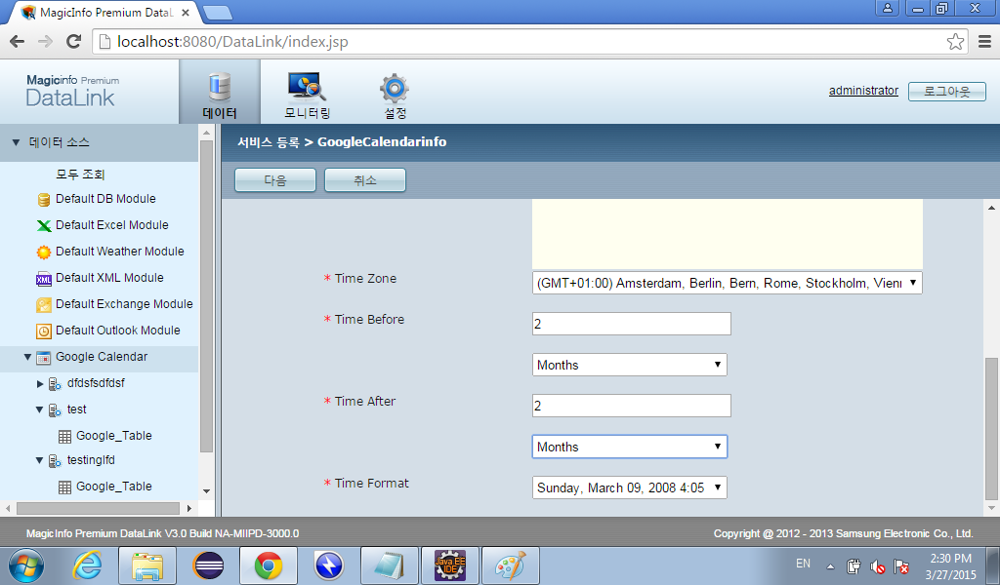 MagicInfo Premium DataL
localhost:8080/DataLink/index.jsp
MagicInfo Premium
DataLink
데이터
모니터링
설정
administrator
로그아웃
데이터 소스
서비스 등록 > GoogleCalendarinfo
다음
취소
모두 조회
Default DB Module
Default Excel Module
Default Weather Module
XML
Default XML Module
Default Exchange Module
Default Outlook Module
Google Calendar
dfdsfsdfdsf
test
Google_Table
testinglfd
Google_Table
* Time Zone
(GMT+01:00) Amsterdam, Berlin, Bern, Rome, Stockholm, Vienn
* Time Before
2
Months
* Time After
2
Months
* Time Format
Sunday, March 09, 2008 4:05
MagicInfo Premium DataLink V3.0 Build NA-MIIPD-3000.0
Copyright @ 2012 - 2013 Samsung Electronic Co., Ltd.
Java EE
IDE
EN
2:30 PM
3/27/2015